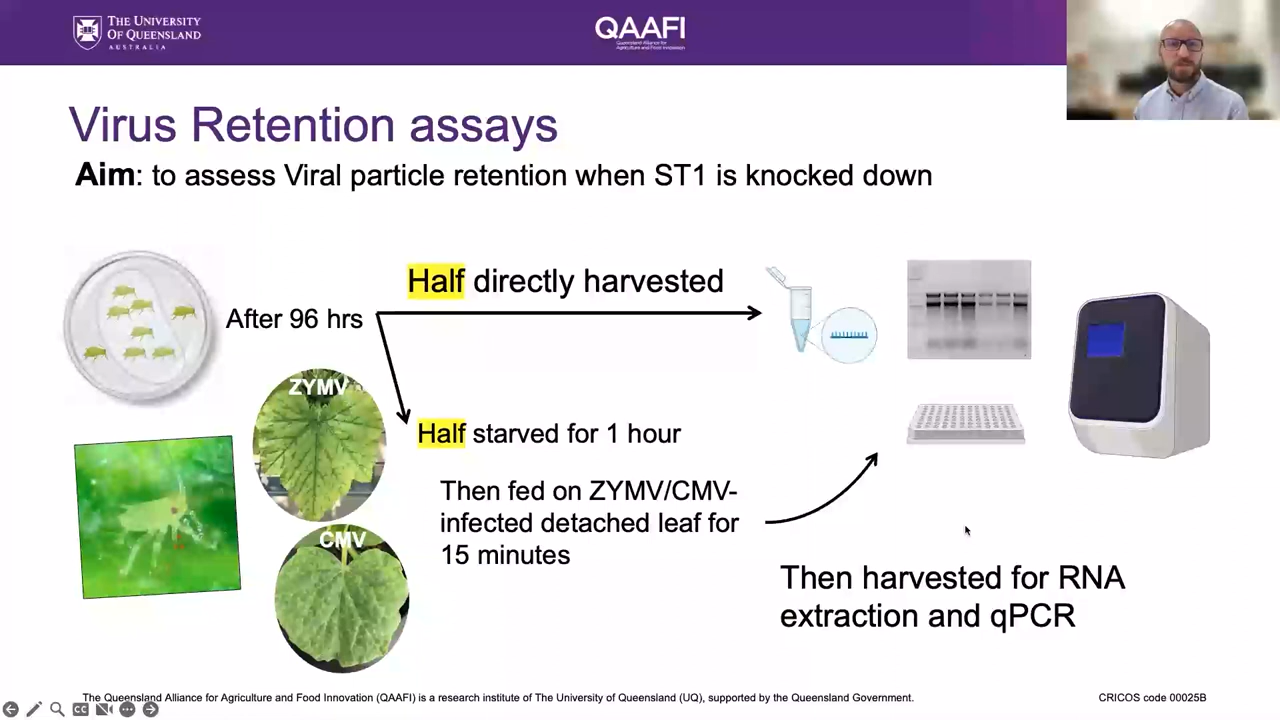 THE UNIVERSITY
OF QUEENSLAND
AUSTRALIA
QAAFI
Queensland Alliance for
Agriculture and Food Innovation
Virus Retention assays
Aim: to assess Viral particle retention when ST1 is knocked down
Half directly harvested
After 96 hrs
ZYMV
Half starved for 1 hour
Then fed on ZYMV/CMV-
infected detached leaf for
15 minutes
CMV
Then harvested for RNA
extraction and qPCR
The Queensland Alliance for Agriculture and Food Innovation (QAAFI) is a research institute of The University of Queensland (UQ), supported by the Queensland Government.
CRICOS code 00025B
CC